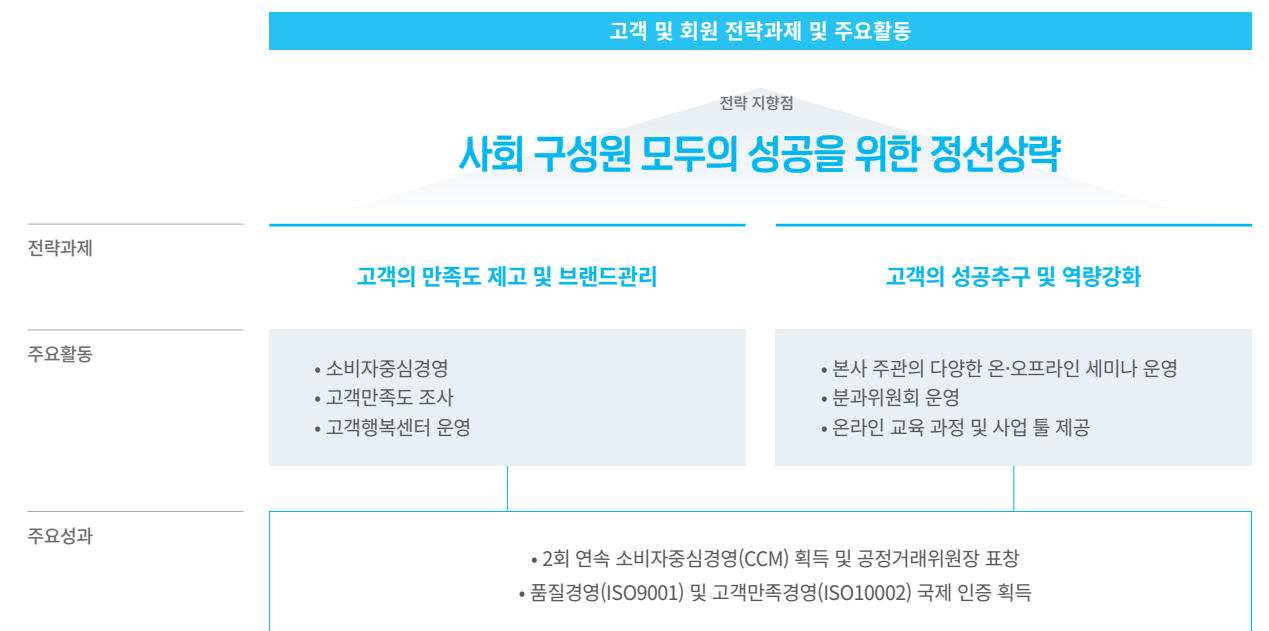 고객 및 회원 전략과제 및 주요활동
전략 지향점
사회 구성원 모두의 성공을 위한 정선상략
전략과제
고객의 만족도 제고 및 브랜드관리
고객의 성공추구 및 역량강화
주요활동
• 소비자중심경영
• 고객만족도 조사
• 고객행복센터 운영
• 본사 주관의 다양한 온·오프라인 세미나 운영
• 분과위원회 운영
• 온라인 교육 과정 및 사업 툴 제공
주요성과
• 2회 연속 소비자중심경영(CCM) 획득 및 공정거래위원장 표창
• 품질경영(ISO9001) 및 고객만족경영(ISO10002) 국제 인증 획득